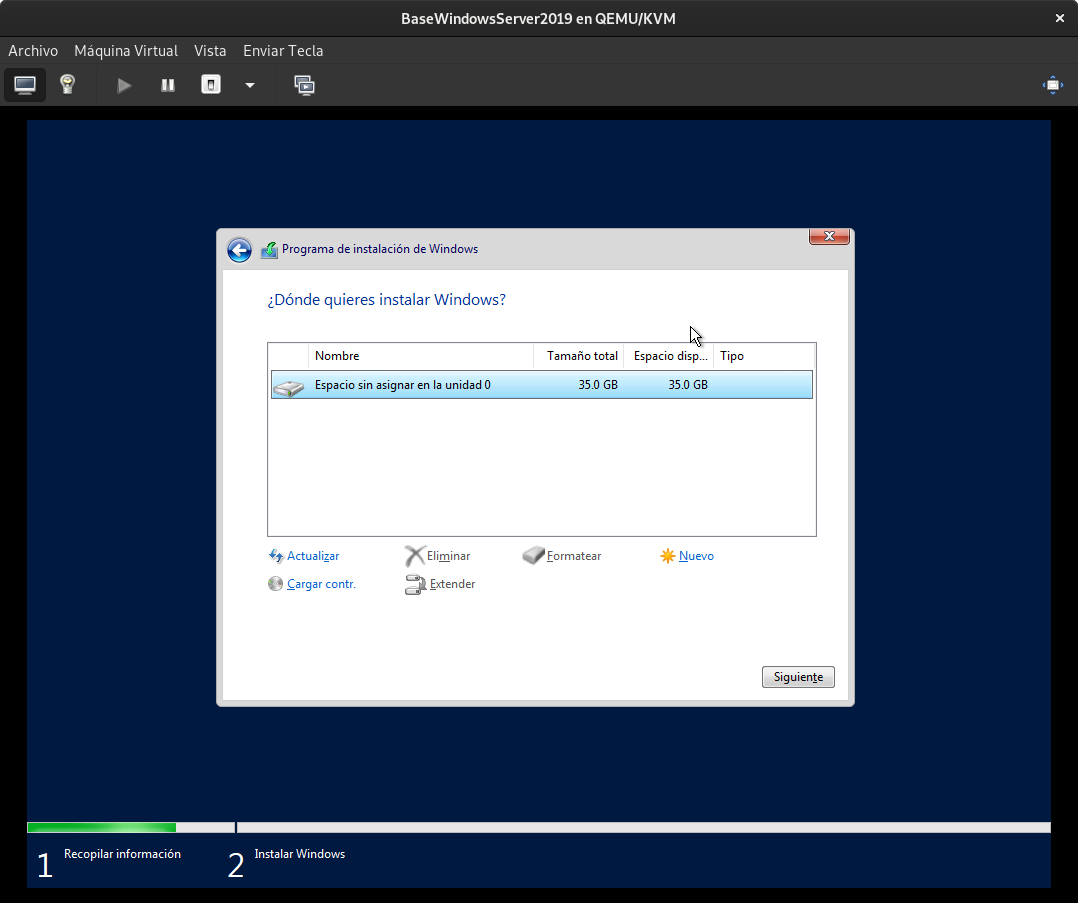 BaseWindowsServer2019 en QEMU/KVM
Archivo Máquina Virtual Vista Enviar Tecla
Programa de instalación de Windows
¿Dónde quieres instalar Windows?
Nombre Tamaño total Espacio disp... Tipo
Espacio sin asignar en la unidad 0 35.0 GB 35.0 GB
Actualizar Eliminar Formatear Nuevo
Cargar contr. Extender
Siguiente
1 Recopilar información 2 Instalar Windows